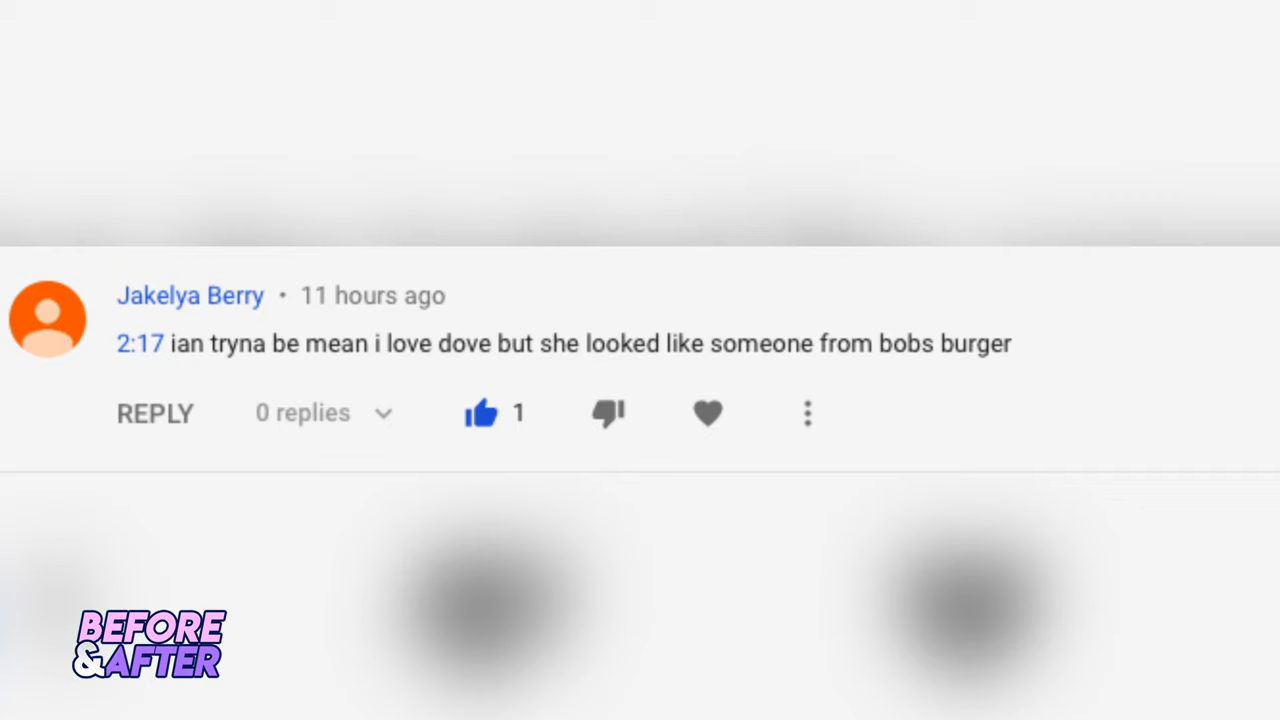 Jakelya Berry • 11 hours ago
2:17 ian tryna be mean i love dove but she looked like someone from bobs burger
REPLY 0 replies 1
BEFORE
&AFTER